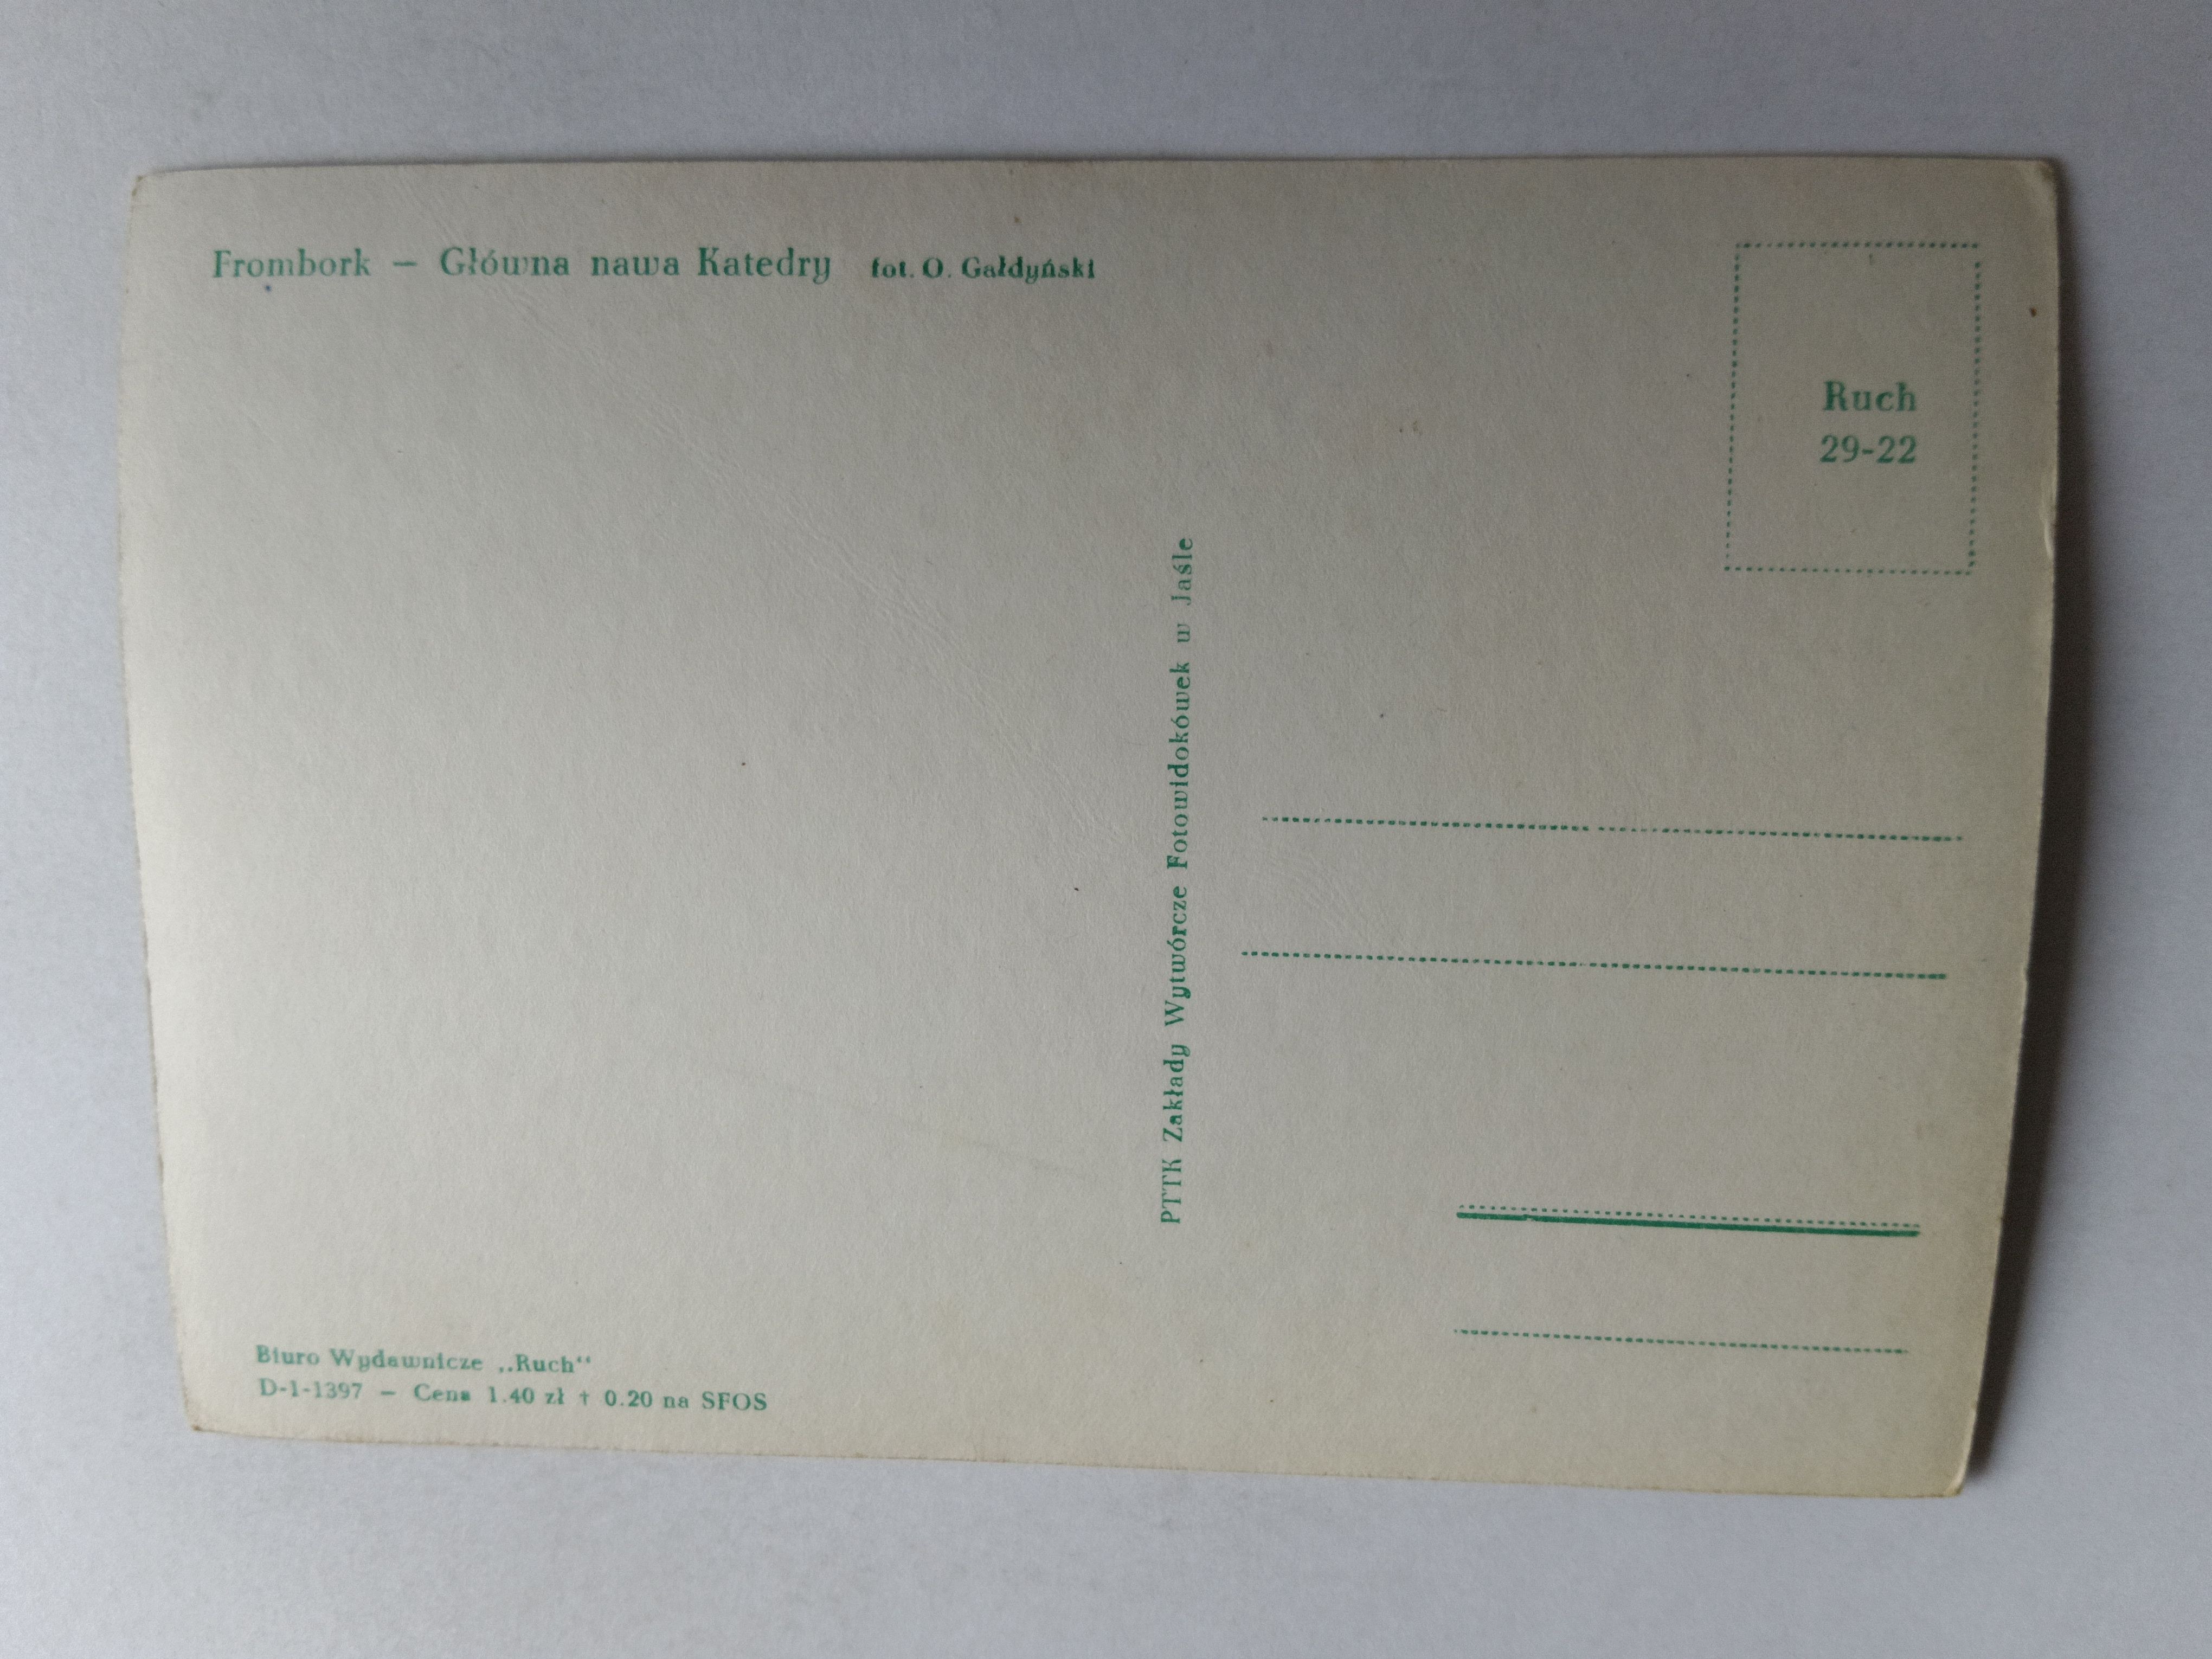 Frombork — Główna nawa Katedry fot. O. Gałdyński
Ruch
29-22
PTTK Zakłady Wytwórcze Fotowidokówek w Jaśle
Biuro Wydawnicze „Ruch“
D-1-1397 — Cena 1.40 zł † 0.20 na SFOS